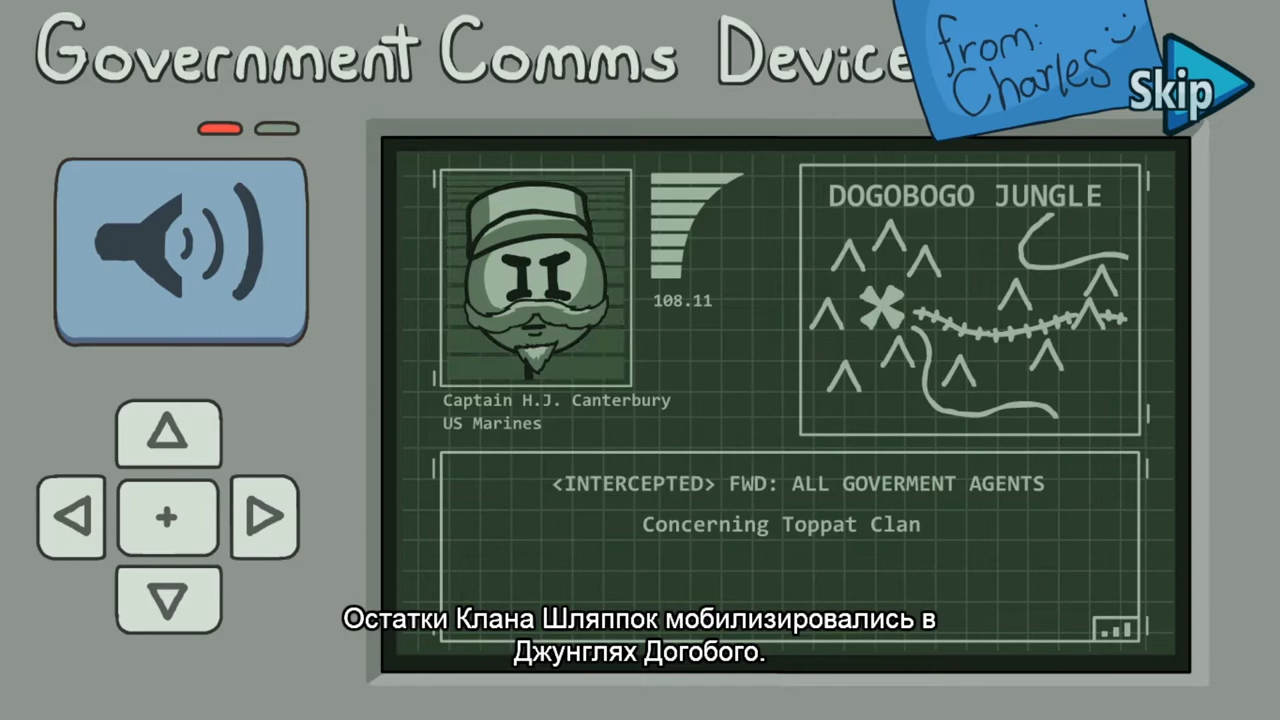 Government Comms Device
from:
Charles
Skip
DOGOBOGO JUNGLE
108.11
Captain H.J. Canterbury
US Marines
<INTERCEPTED> FWD: ALL GOVERMENT AGENTS
Concerning Toppat Clan
Остатки Клана Шляппок мобилизировались в
Джунглях Догобого.